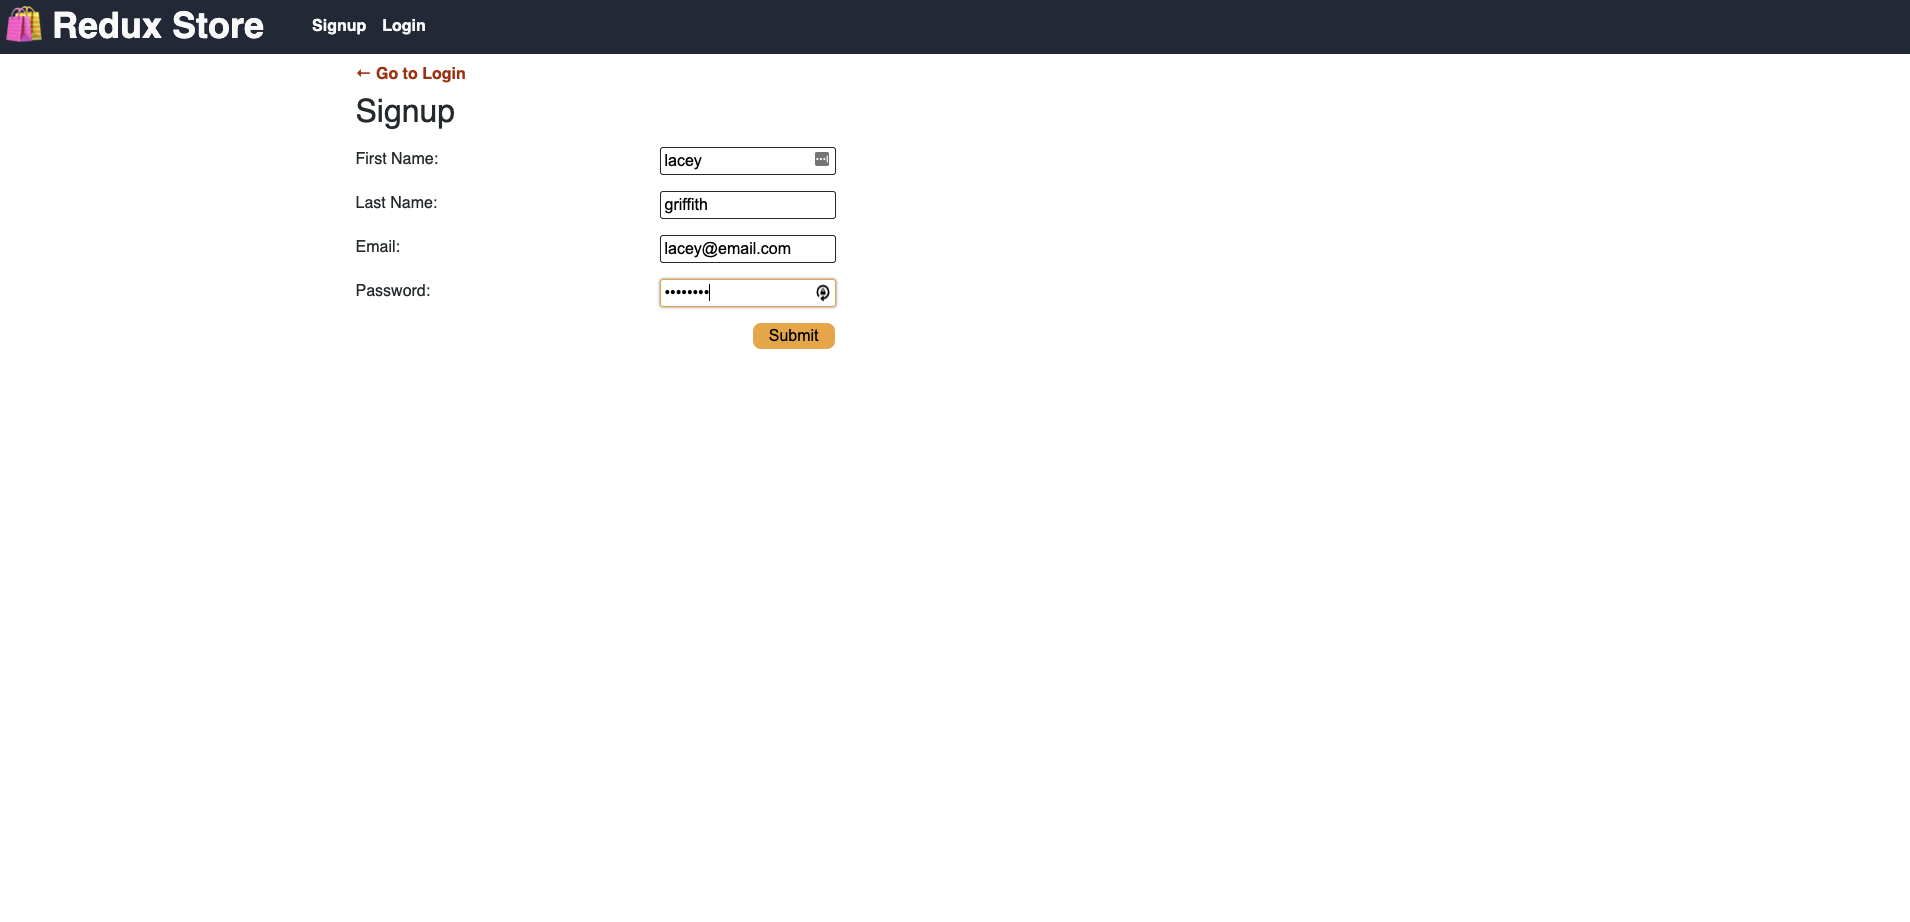 Redux Store Signup Login
← Go to Login
Signup
First Name: lacey
Last Name: griffith
Email: lacey@email.com
Password: ••••••••
Submit